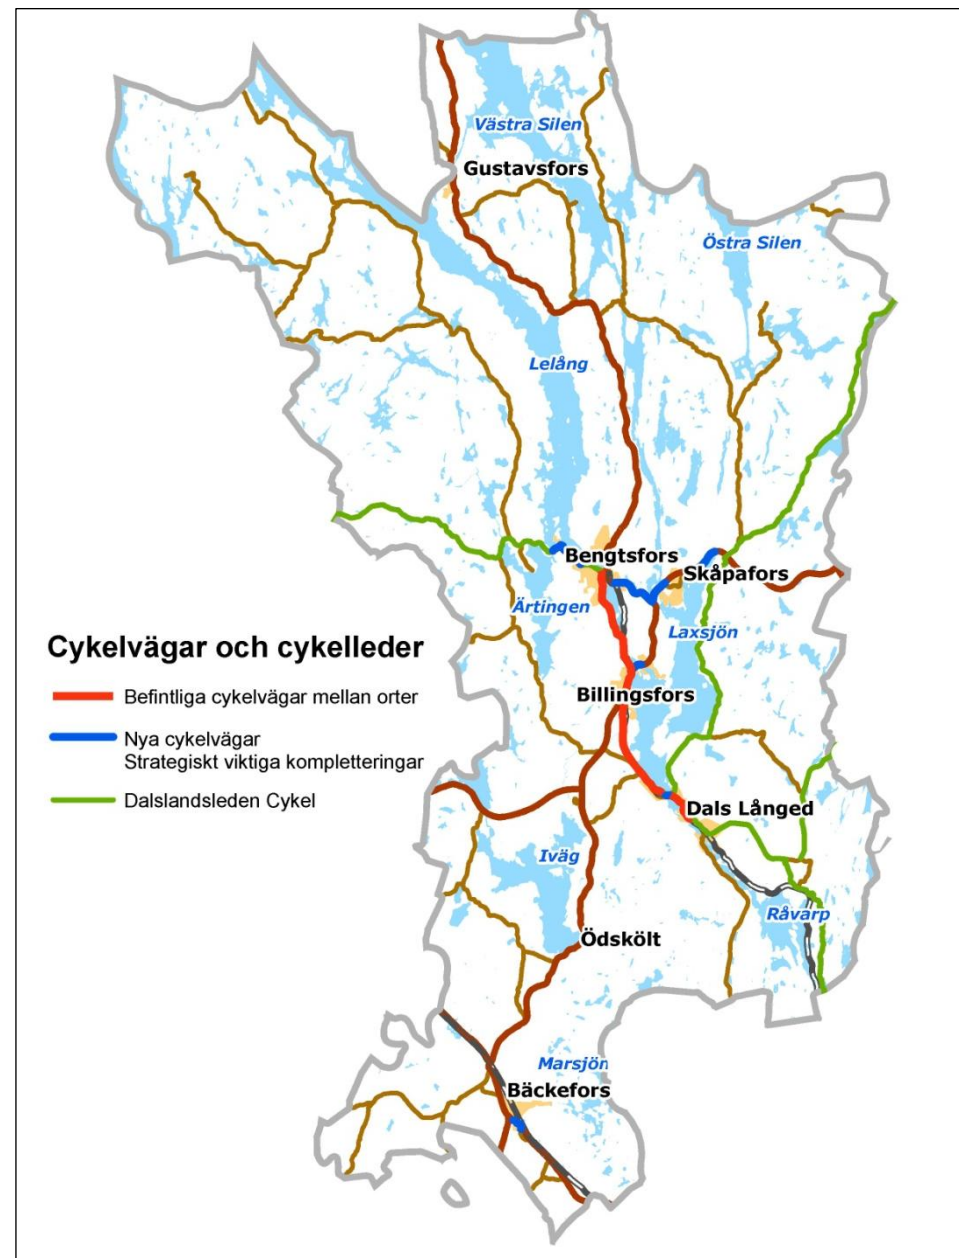 Västra Silen
Gustavsfors
Östra Silen
Lelång
Bengtsfors
Skåpafors
Ärtingen
Laxsjön
Cykelvägar och cykelleder
Befintliga cykelvägar mellan orter
Billingsfors
Nya cykelvägar
Strategiskt viktiga kompletteringar
Dalslandsleden Cykel
Dals Långed
Iväg
Råvarp
Ödskölt
Marsjön
Bäckefors